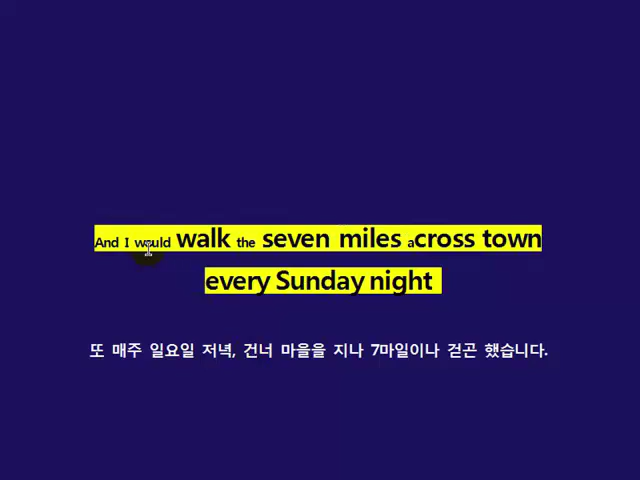 And I would walk the seven miles across town
every Sunday night
또 매주 일요일 저녁, 건너 마을을 지나 7마일이나 걷곤 했습니다.